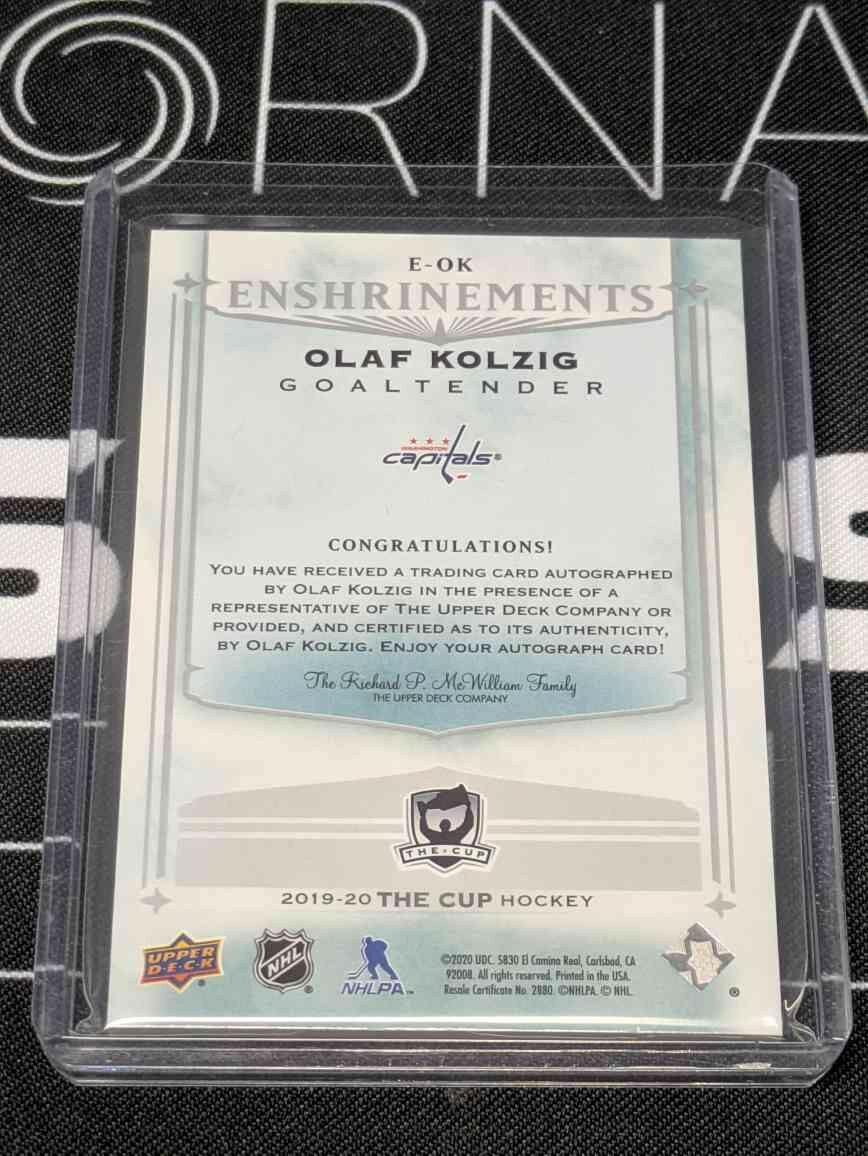 ORNA
E-OK
ENSHRINEMENTS
OLAF KOLZIG
GOALTENDER
WASHINGTON
capitals®
CONGRATULATIONS!
YOU HAVE RECEIVED A TRADING CARD AUTOGRAPHED
BY OLAF KOLZIG IN THE PRESENCE OF A
REPRESENTATIVE OF THE UPPER DECK COMPANY OR
PROVIDED, AND CERTIFIED AS TO ITS AUTHENTICITY,
BY OLAF KOLZIG. ENJOY YOUR AUTOGRAPH CARD!
The Richard P. McWilliam Family
THE UPPER DECK COMPANY
THE·CUP
2019-20 THE CUP HOCKEY
UPPER
D·E·C·K
NHL
NHLPA™
©2020 UDC. 5830 El Camino Real, Carlsbad, CA
92008. All rights reserved. Printed in the USA.
Resale Certificate No. 2880. ©NHLPA. © NHL.